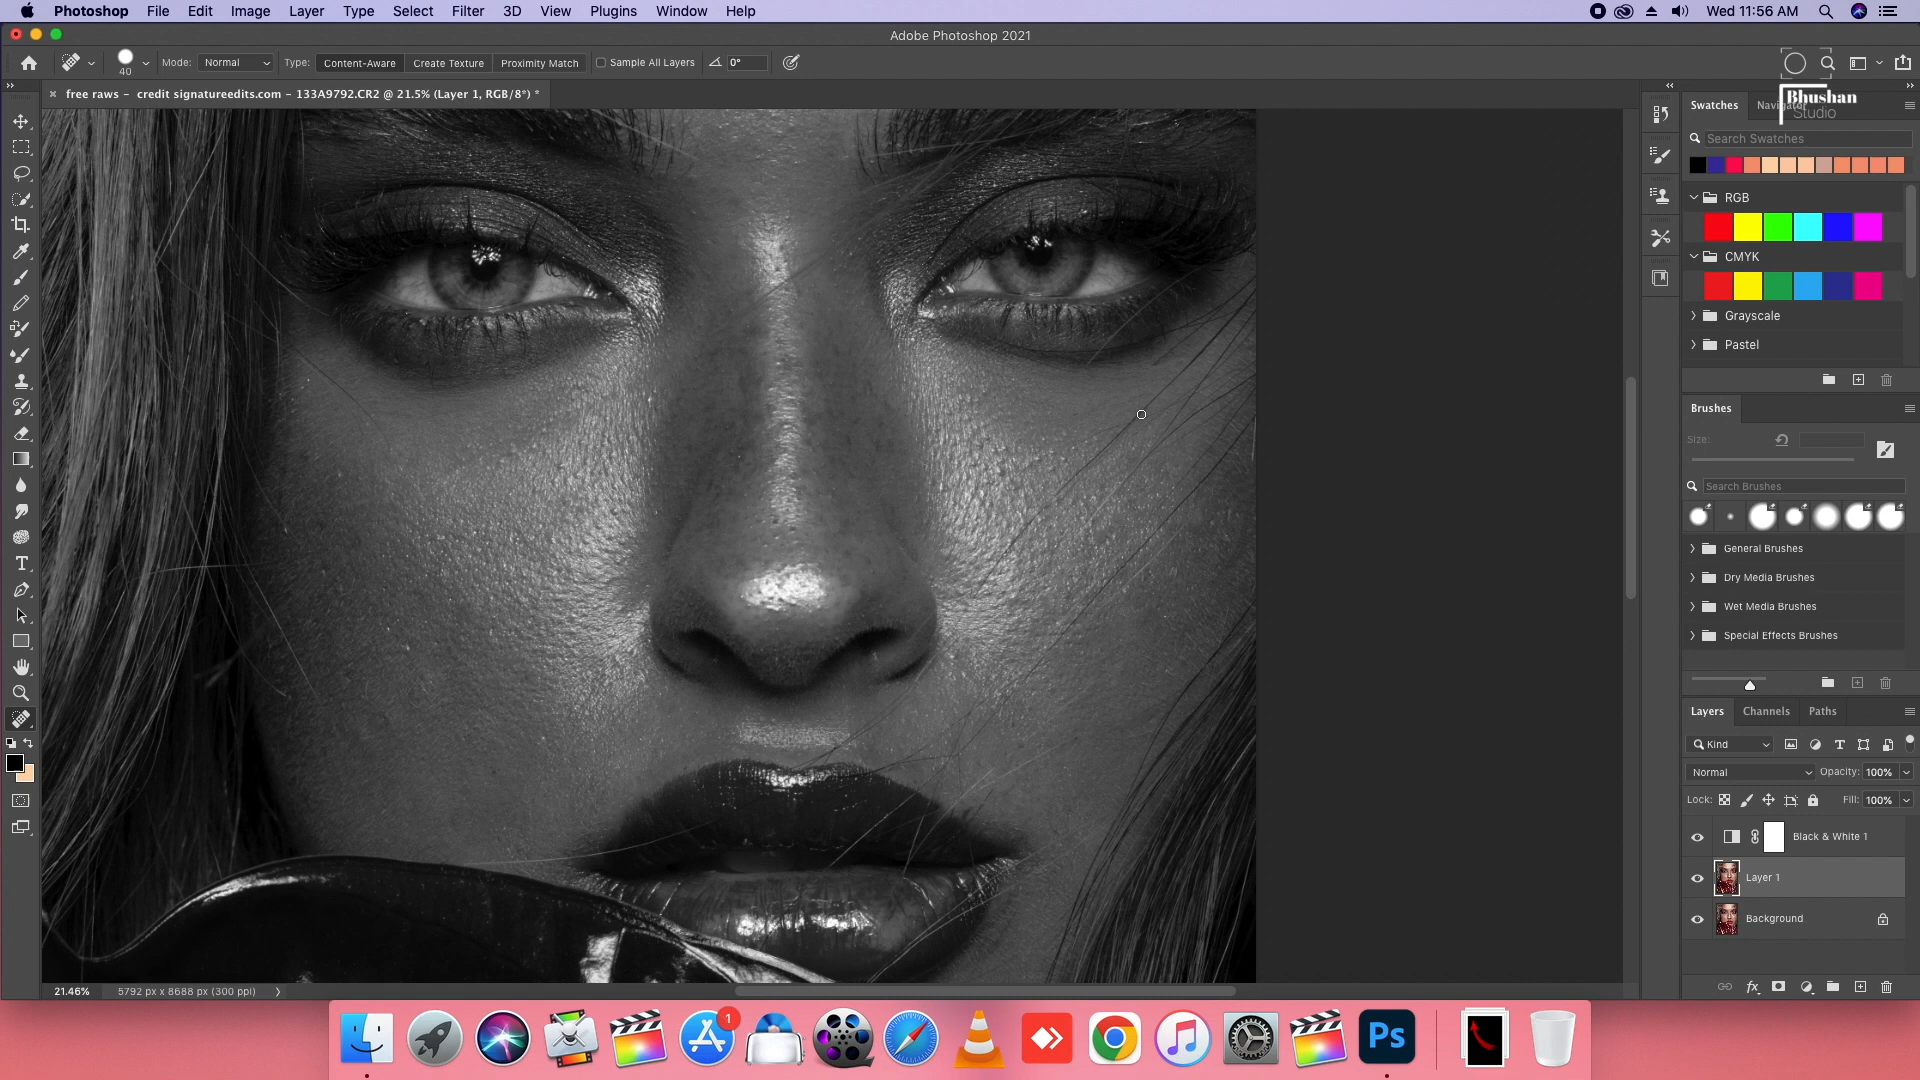 Photoshop File Edit Image Layer Type Select Filter 3D View Plugins Window Help
Wed 11:56 AM
Adobe Photoshop 2021
40
Mode: Normal
Type: Content-Aware Create Texture Proximity Match
Sample All Layers
0°
free raws - credit signatureedits.com - 133A9792.CR2 @ 21.5% (Layer 1, RGB/8*) *
Bhushan
Studio
Swatches Navigator
Search Swatches
RGB
CMYK
Grayscale
Pastel
Brushes
Size:
Search Brushes
General Brushes
Dry Media Brushes
Wet Media Brushes
Special Effects Brushes
Layers Channels Paths
Kind
Normal
Opacity: 100%
Lock:
Fill: 100%
Black & White 1
Layer 1
Background
fx
21.46%
5792 px x 8688 px (300 ppi)
1
Ps